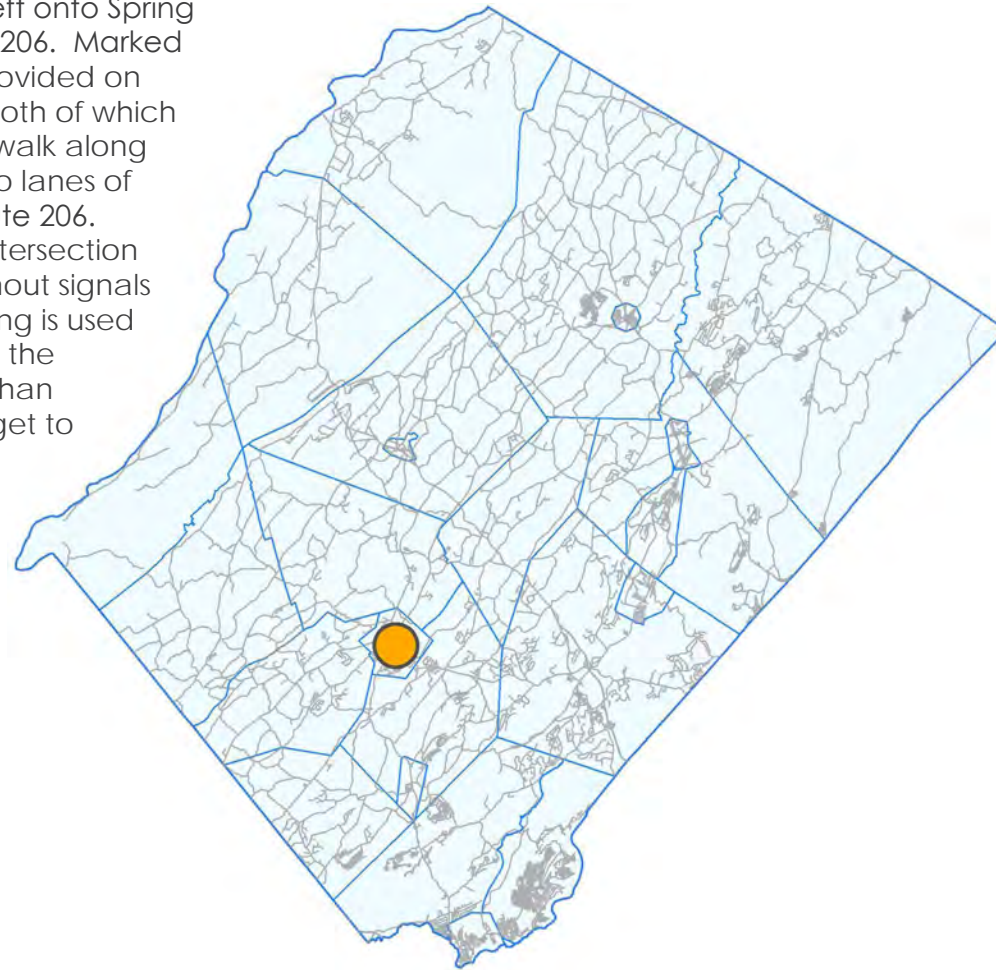 eft onto Spring
206. Marked
ovided on
oth of which
walk along
o lanes of
te 206.
tersection
hout signals
ng is used
the
han
get to